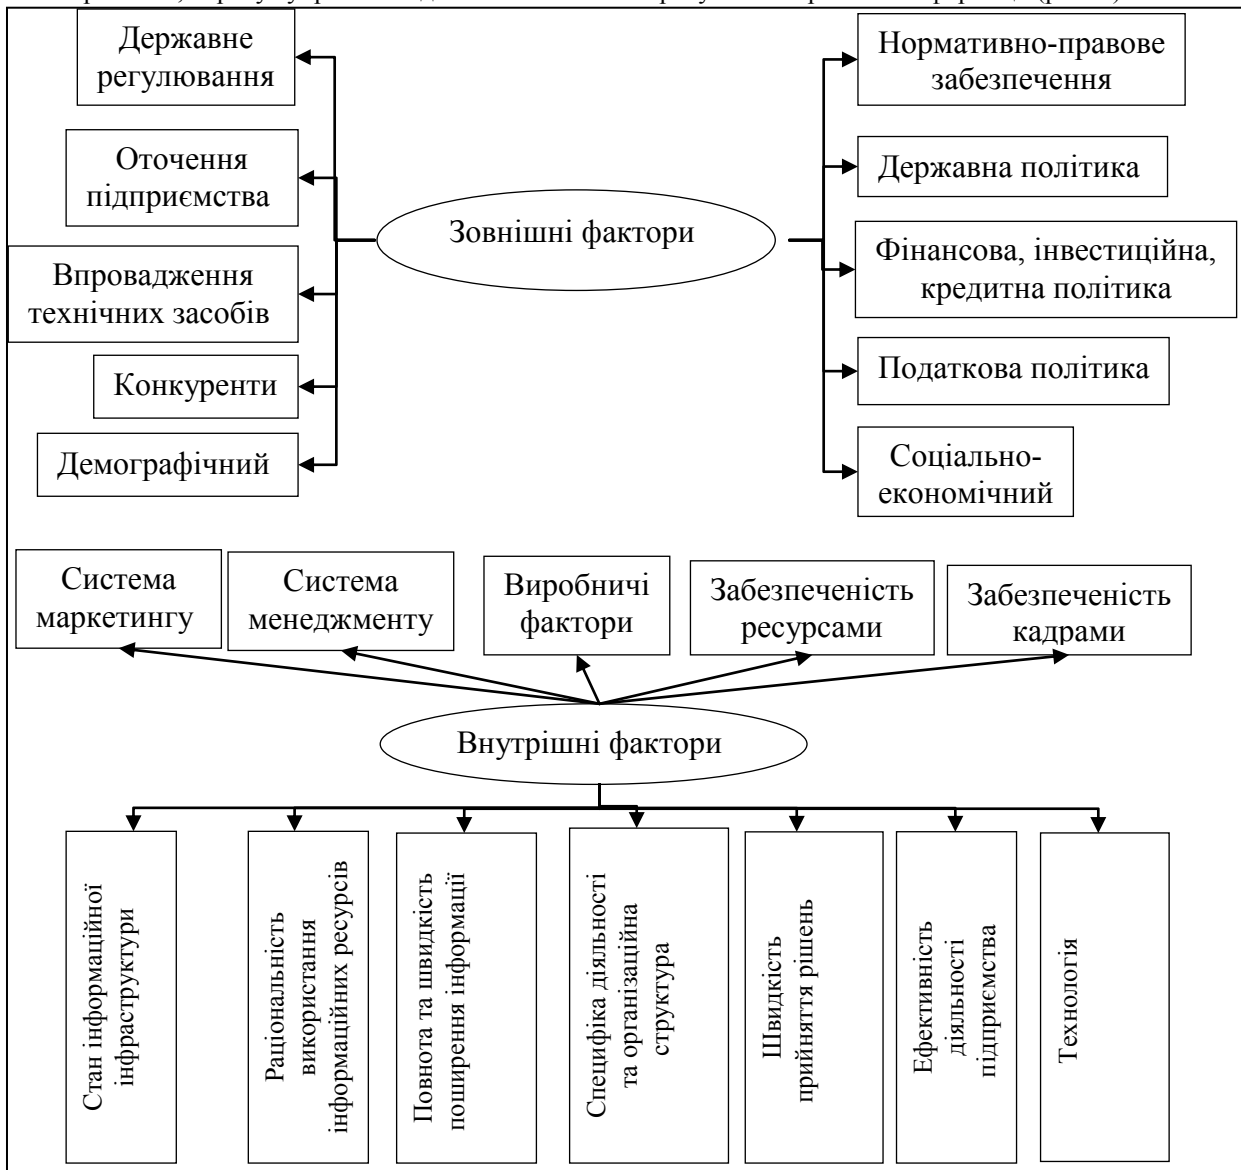 Державне
регулювання
Оточення
підприємства
Впровадження
технічних засобів
Конкуренти
Демографічний
Зовнішні фактори
Нормативно-правове
забезпечення
Державна політика
Фінансова, інвестиційна,
кредитна політика
Податкова політика
Соціально-
економічний
Система
маркетингу
Система
менеджменту
Виробничі
фактори
Забезпеченість
ресурсами
Забезпеченість
кадрами
Внутрішні фактори
Стан інформаційної
інфраструктури
Раціональність
використання
інформаційних ресурсів
Повнота та швидкість
поширення інформації
Специфіка діяльності
та організаційна
структура
Швидкість
прийняття рішень
Ефективність
діяльності
підприємства
Технологія